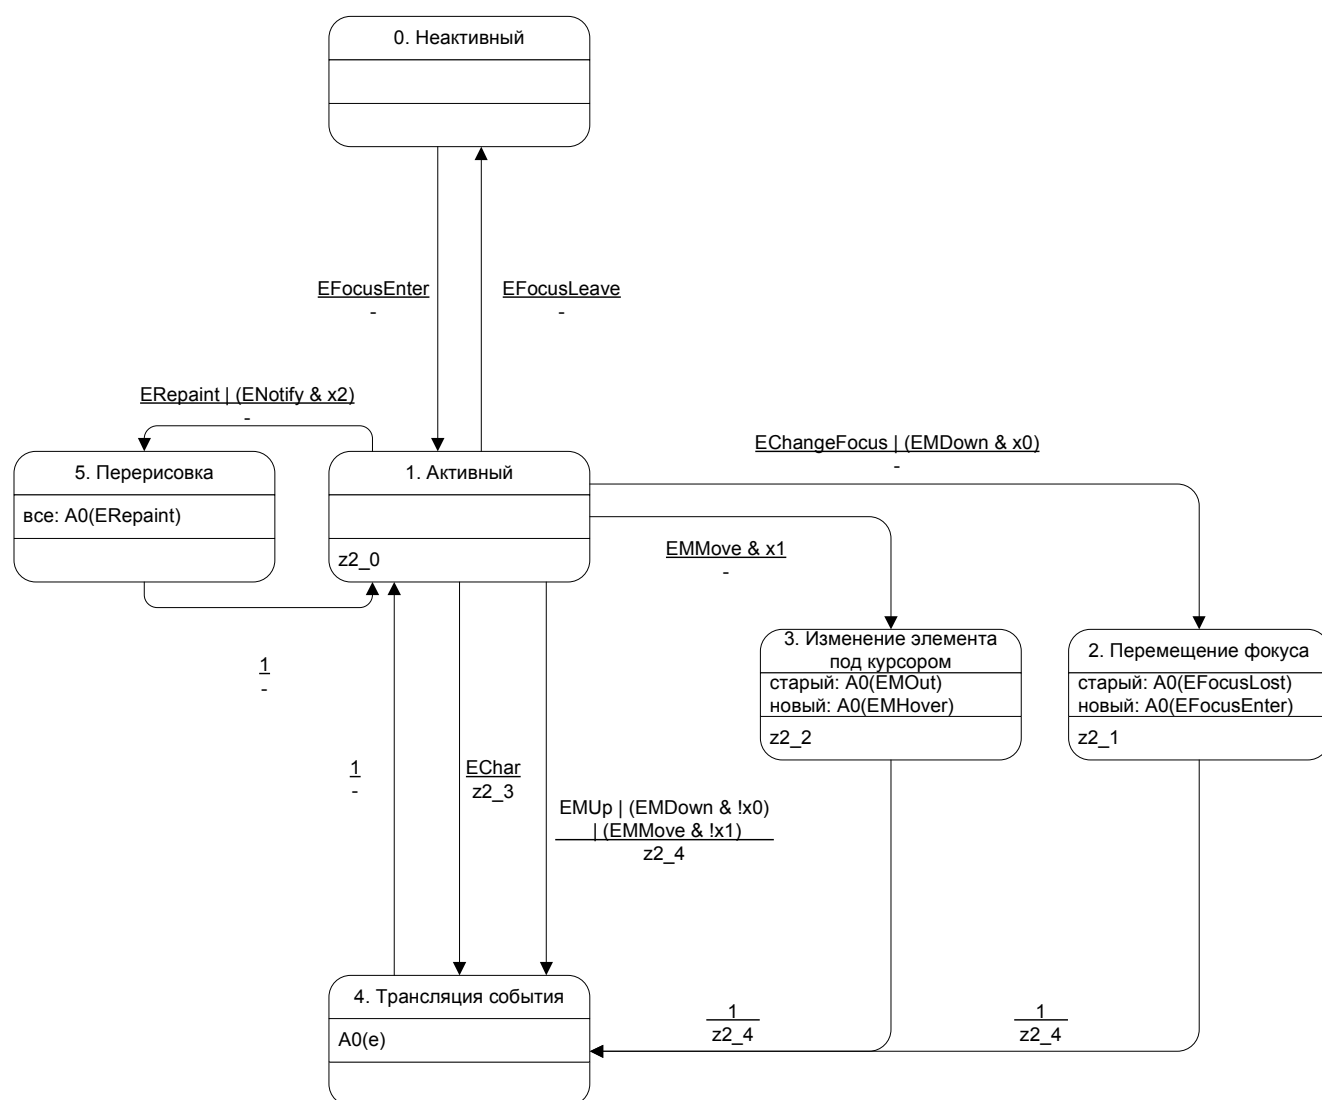 0. Неактивный
EFocusEnter
-
EFocusLeave
-
ERepaint | (ENotify & x2)
-
EChangeFocus | (EMDown & x0)
-
5. Перерисовка
все: A0(ERepaint)
1. Активный
z2_0
EMMove & x1
-
3. Изменение элемента
под курсором
старый: A0(EMOut)
новый: A0(EMHover)
z2_2
2. Перемещение фокуса
старый: A0(EFocusLost)
новый: A0(EFocusEnter)
z2_1
1
-
1
-
EChar
z2_3
EMUp | (EMDown & !x0)
| (EMMove & !x1)
z2_4
4. Трансляция события
A0(e)
1
z2_4
1
z2_4